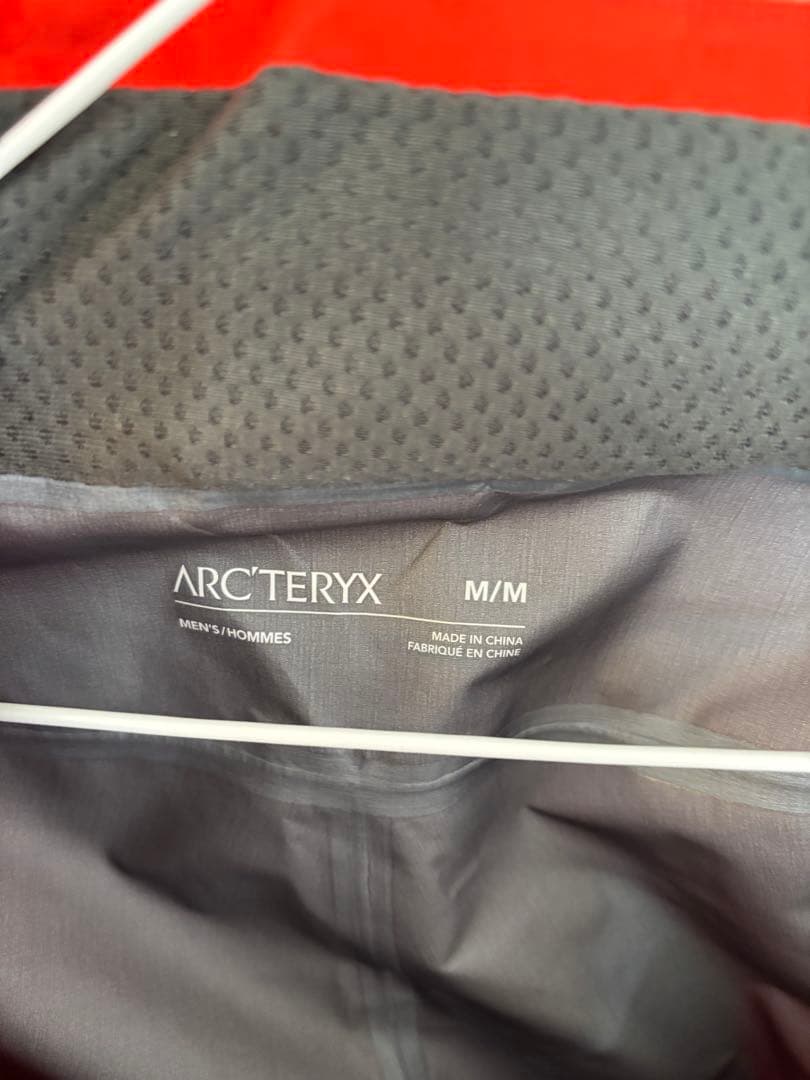 ARC'TERYX M/M
MEN'S/HOMMES MADE IN CHINA
FABRIQUÉ EN CHINE